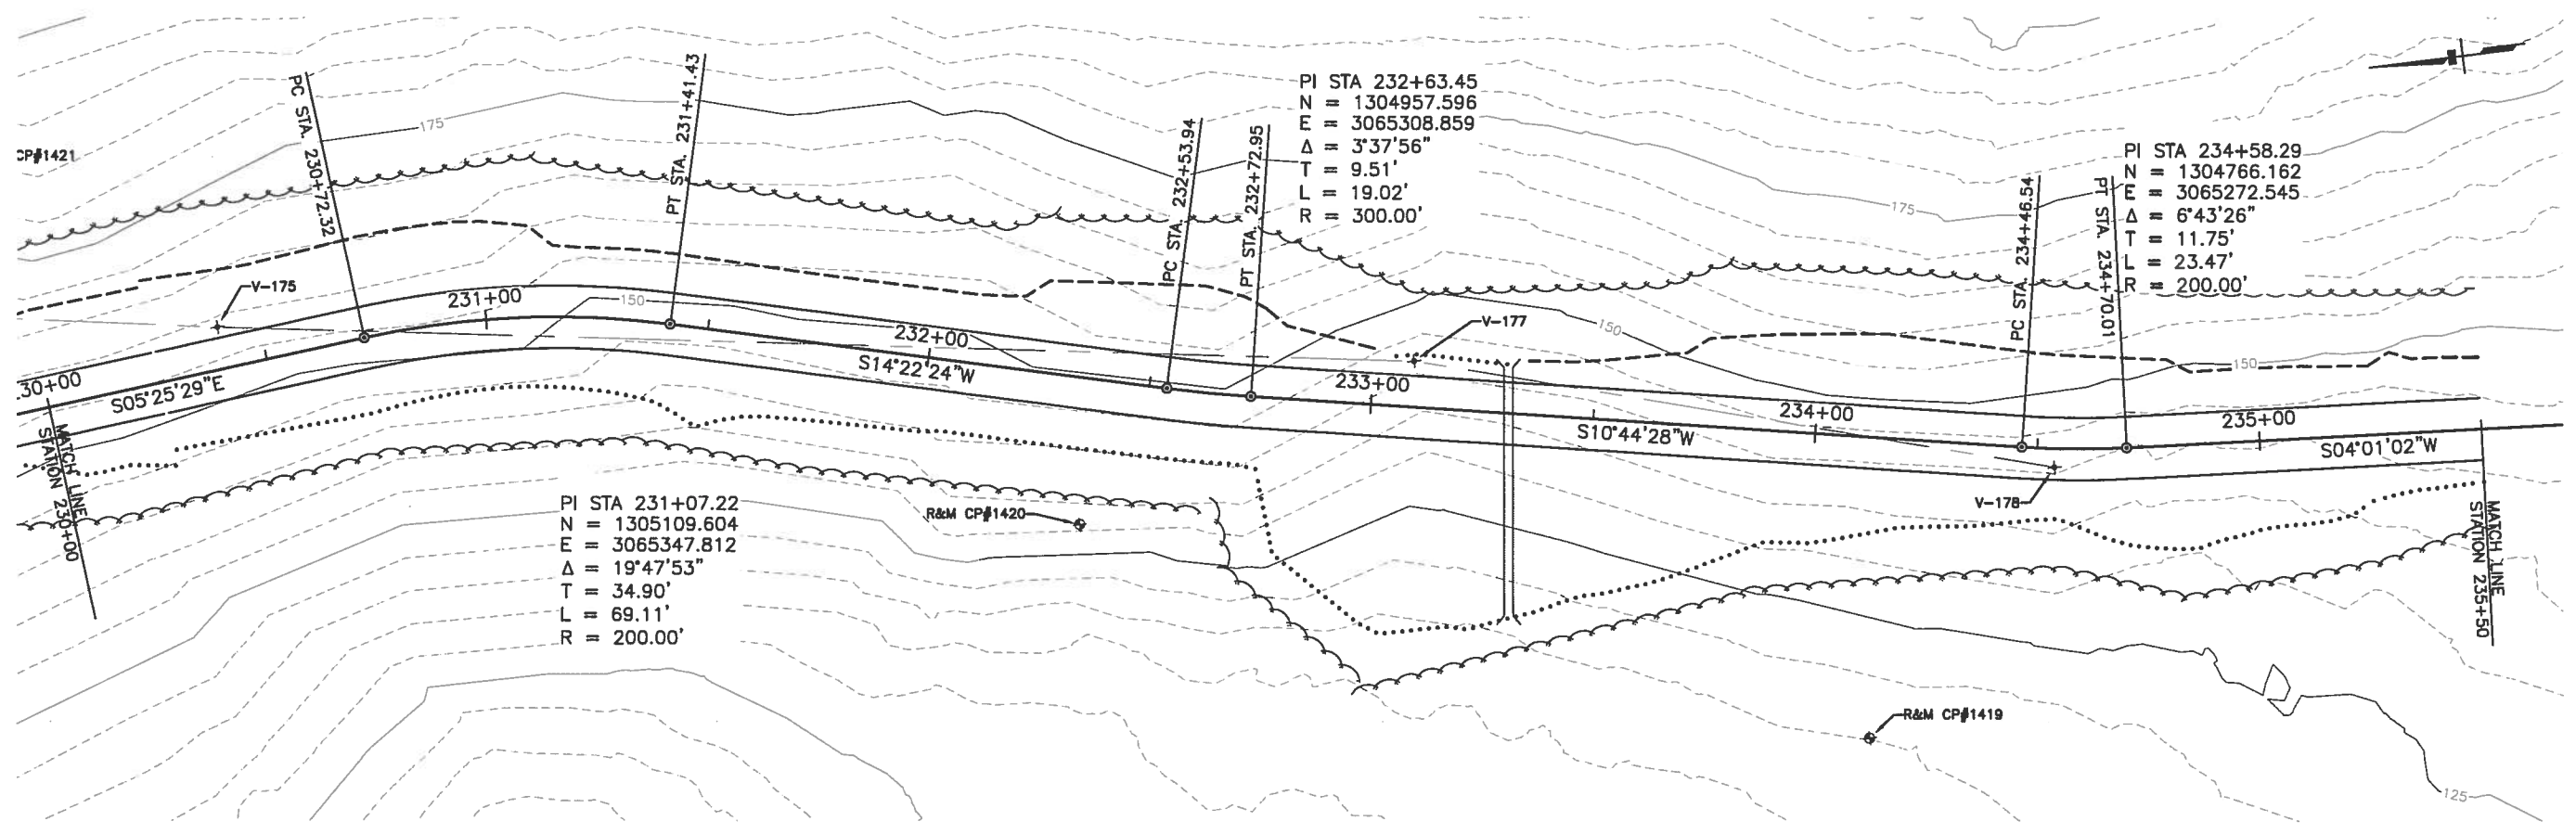 CP#1421
PC STA. 230+72.32
175
PT STA. 231+41.43
PC STA. 232+53.94
PT STA. 232+72.95
PI STA 232+63.45
N = 1304957.596
E = 3065308.859
Δ = 3°37'56"
T = 9.51'
L = 19.02'
R = 300.00'
175
PC STA. 234+46.54
PT STA. 234+70.01
PI STA 234+58.29
N = 1304766.162
E = 3065272.545
Δ = 6°43'26"
T = 11.75'
L = 23.47'
R = 200.00'
V-175
231+00
150
232+00
V-177
150
233+00
234+00
235+00
150
30+00
S05°25'29"E
S14°22'24"W
S10°44'28"W
S04°01'02"W
MATCH LINE
STATION 230+00
PI STA 231+07.22
N = 1305109.604
E = 3065347.812
Δ = 19°47'53"
T = 34.90'
L = 69.11'
R = 200.00'
R&M CP#1420
V-178
MATCH LINE
STATION 235+50
R&M CP#1419
125